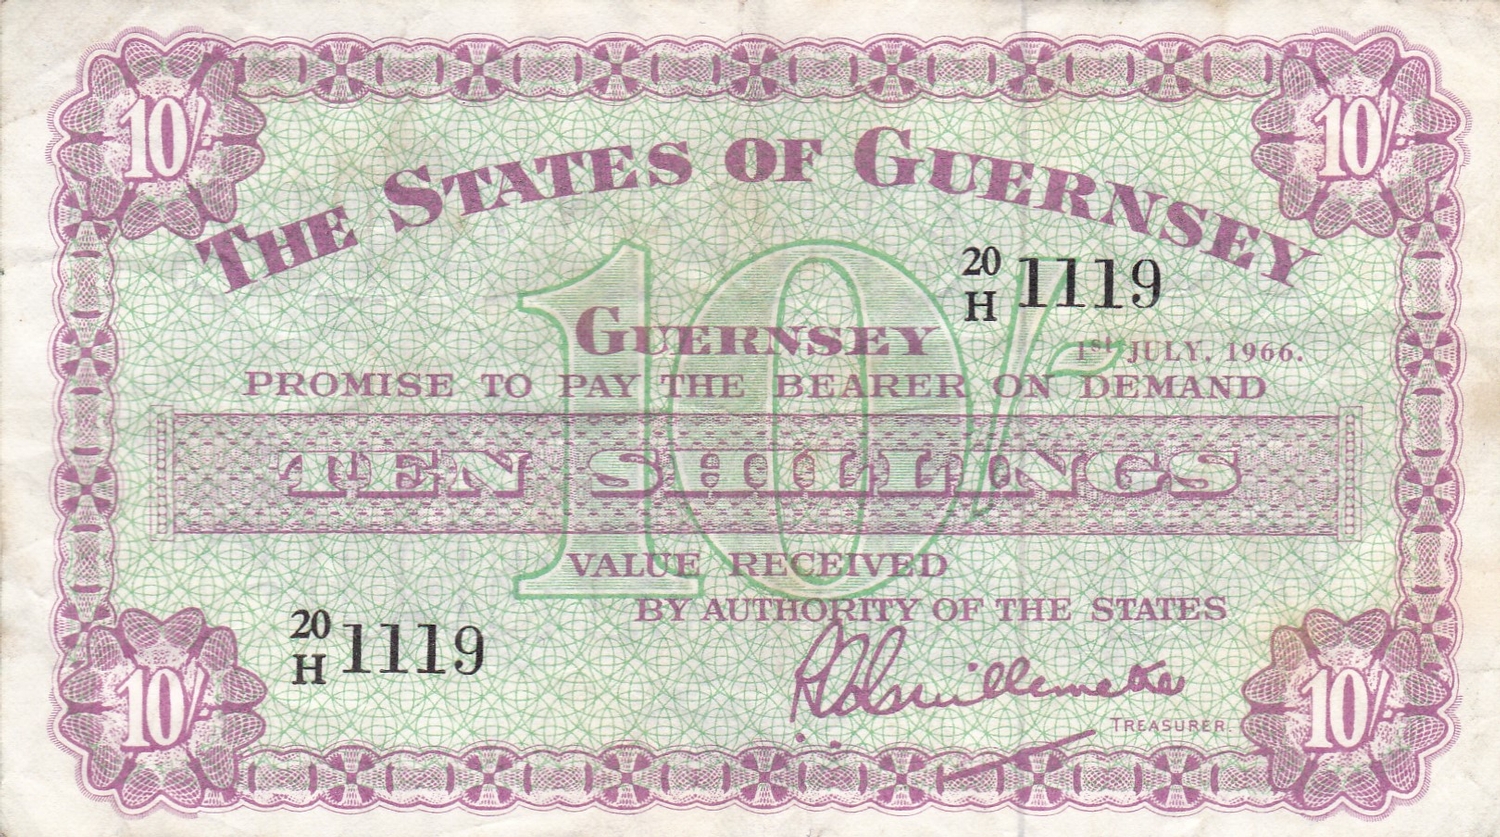 10/- 10/-
THE STATES OF GUERNSEY
20
H 1119
GUERNSEY
1st JULY, 1966.
PROMISE TO PAY THE BEARER ON DEMAND
10/-
TEN SHILLINGS
VALUE RECEIVED
BY AUTHORITY OF THE STATES
20
H 1119
TREASURER.
10/- 10/-